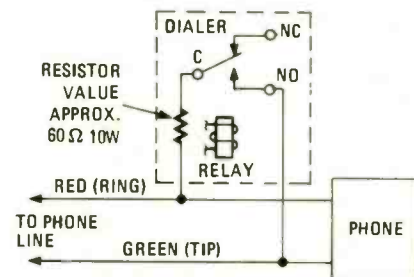 DIALER
NC
C
NO
RESISTOR
VALUE
APPROX.
60Ω 10W
RELAY
RED (RING)
TO PHONE
LINE
PHONE
GREEN (TIP)